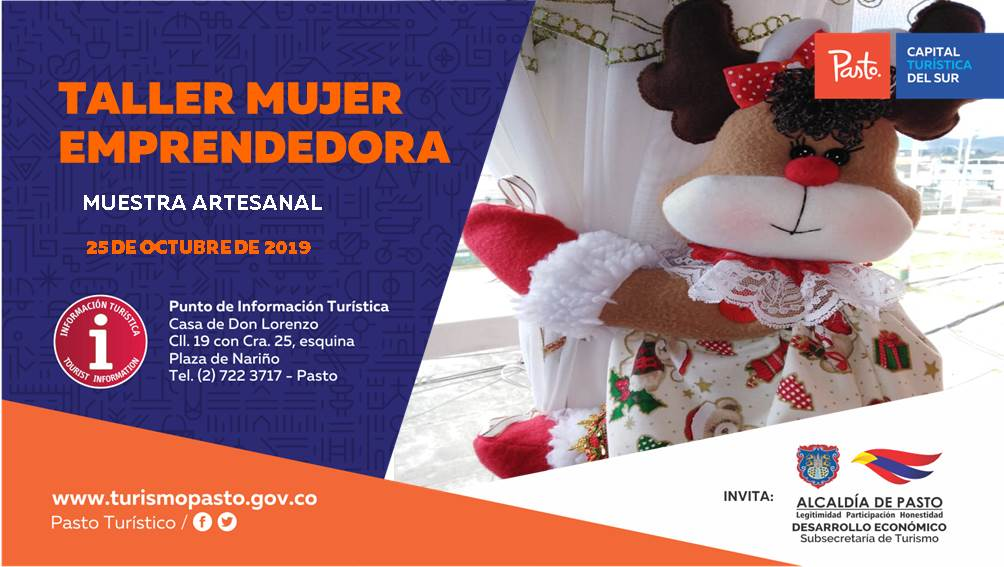 Pasto.
CAPITAL
TURÍSTICA
DEL SUR
TALLER MUJER
EMPRENDEDORA
MUESTRA ARTESANAL
25 DE OCTUBRE DE 2019
INFORMACIÓN TURÍSTICA
i
TOURIST INFORMATION
Punto de Información Turística
Casa de Don Lorenzo
Cll. 19 con Cra. 25, esquina
Plaza de Nariño
Tel. (2) 722 3717 - Pasto
www.turismopasto.gov.co
Pasto Turístico /
INVITA:
ALCALDÍA DE PASTO
Legitimidad Participación Honestidad
DESARROLLO ECONÓMICO
Subsecretaría de Turismo